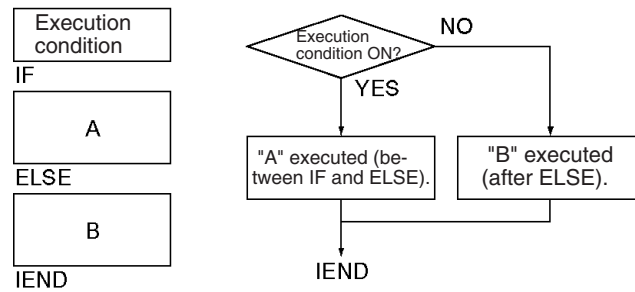 Execution
condition
IF
A
ELSE
B
IEND
Execution
condition ON?
NO
YES
"A" executed (be-
tween IF and ELSE).
"B" executed
(after ELSE).
IEND